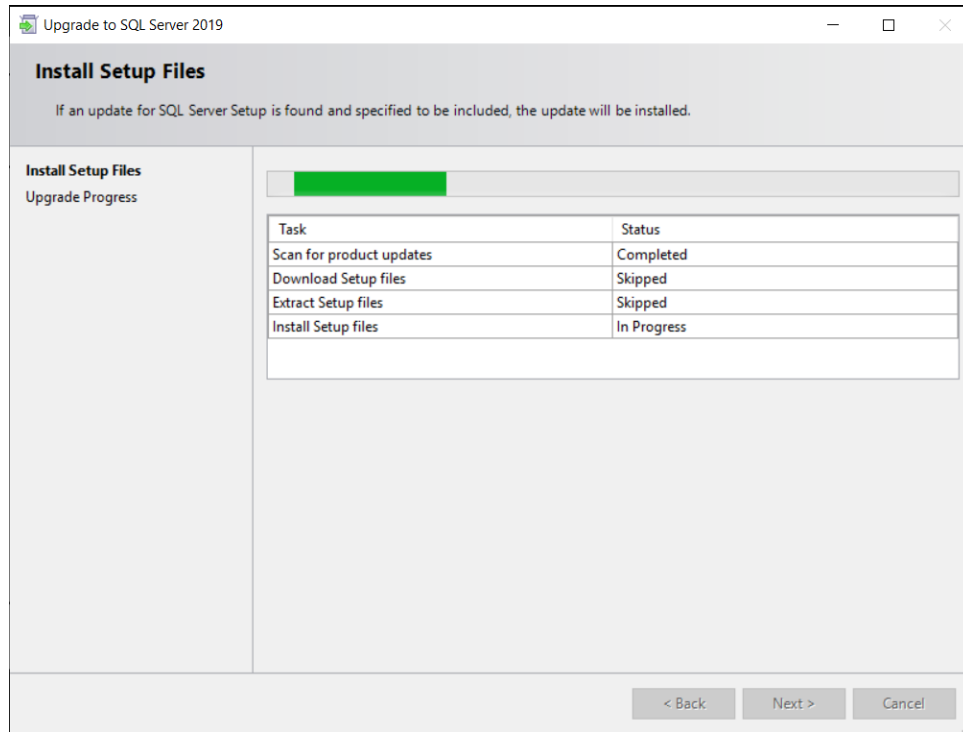 Upgrade to SQL Server 2019
Install Setup Files
If an update for SQL Server Setup is found and specified to be included, the update will be installed.
Install Setup Files
Upgrade Progress
Task Status
Scan for product updates Completed
Download Setup files Skipped
Extract Setup files Skipped
Install Setup files In Progress
< Back Next > Cancel